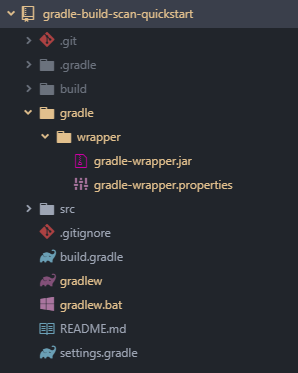 gradle-build-scan-quickstart
.git
.gradle
build
gradle
wrapper
gradle-wrapper.jar
gradle-wrapper.properties
src
.gitignore
build.gradle
gradlew
gradlew.bat
README.md
settings.gradle